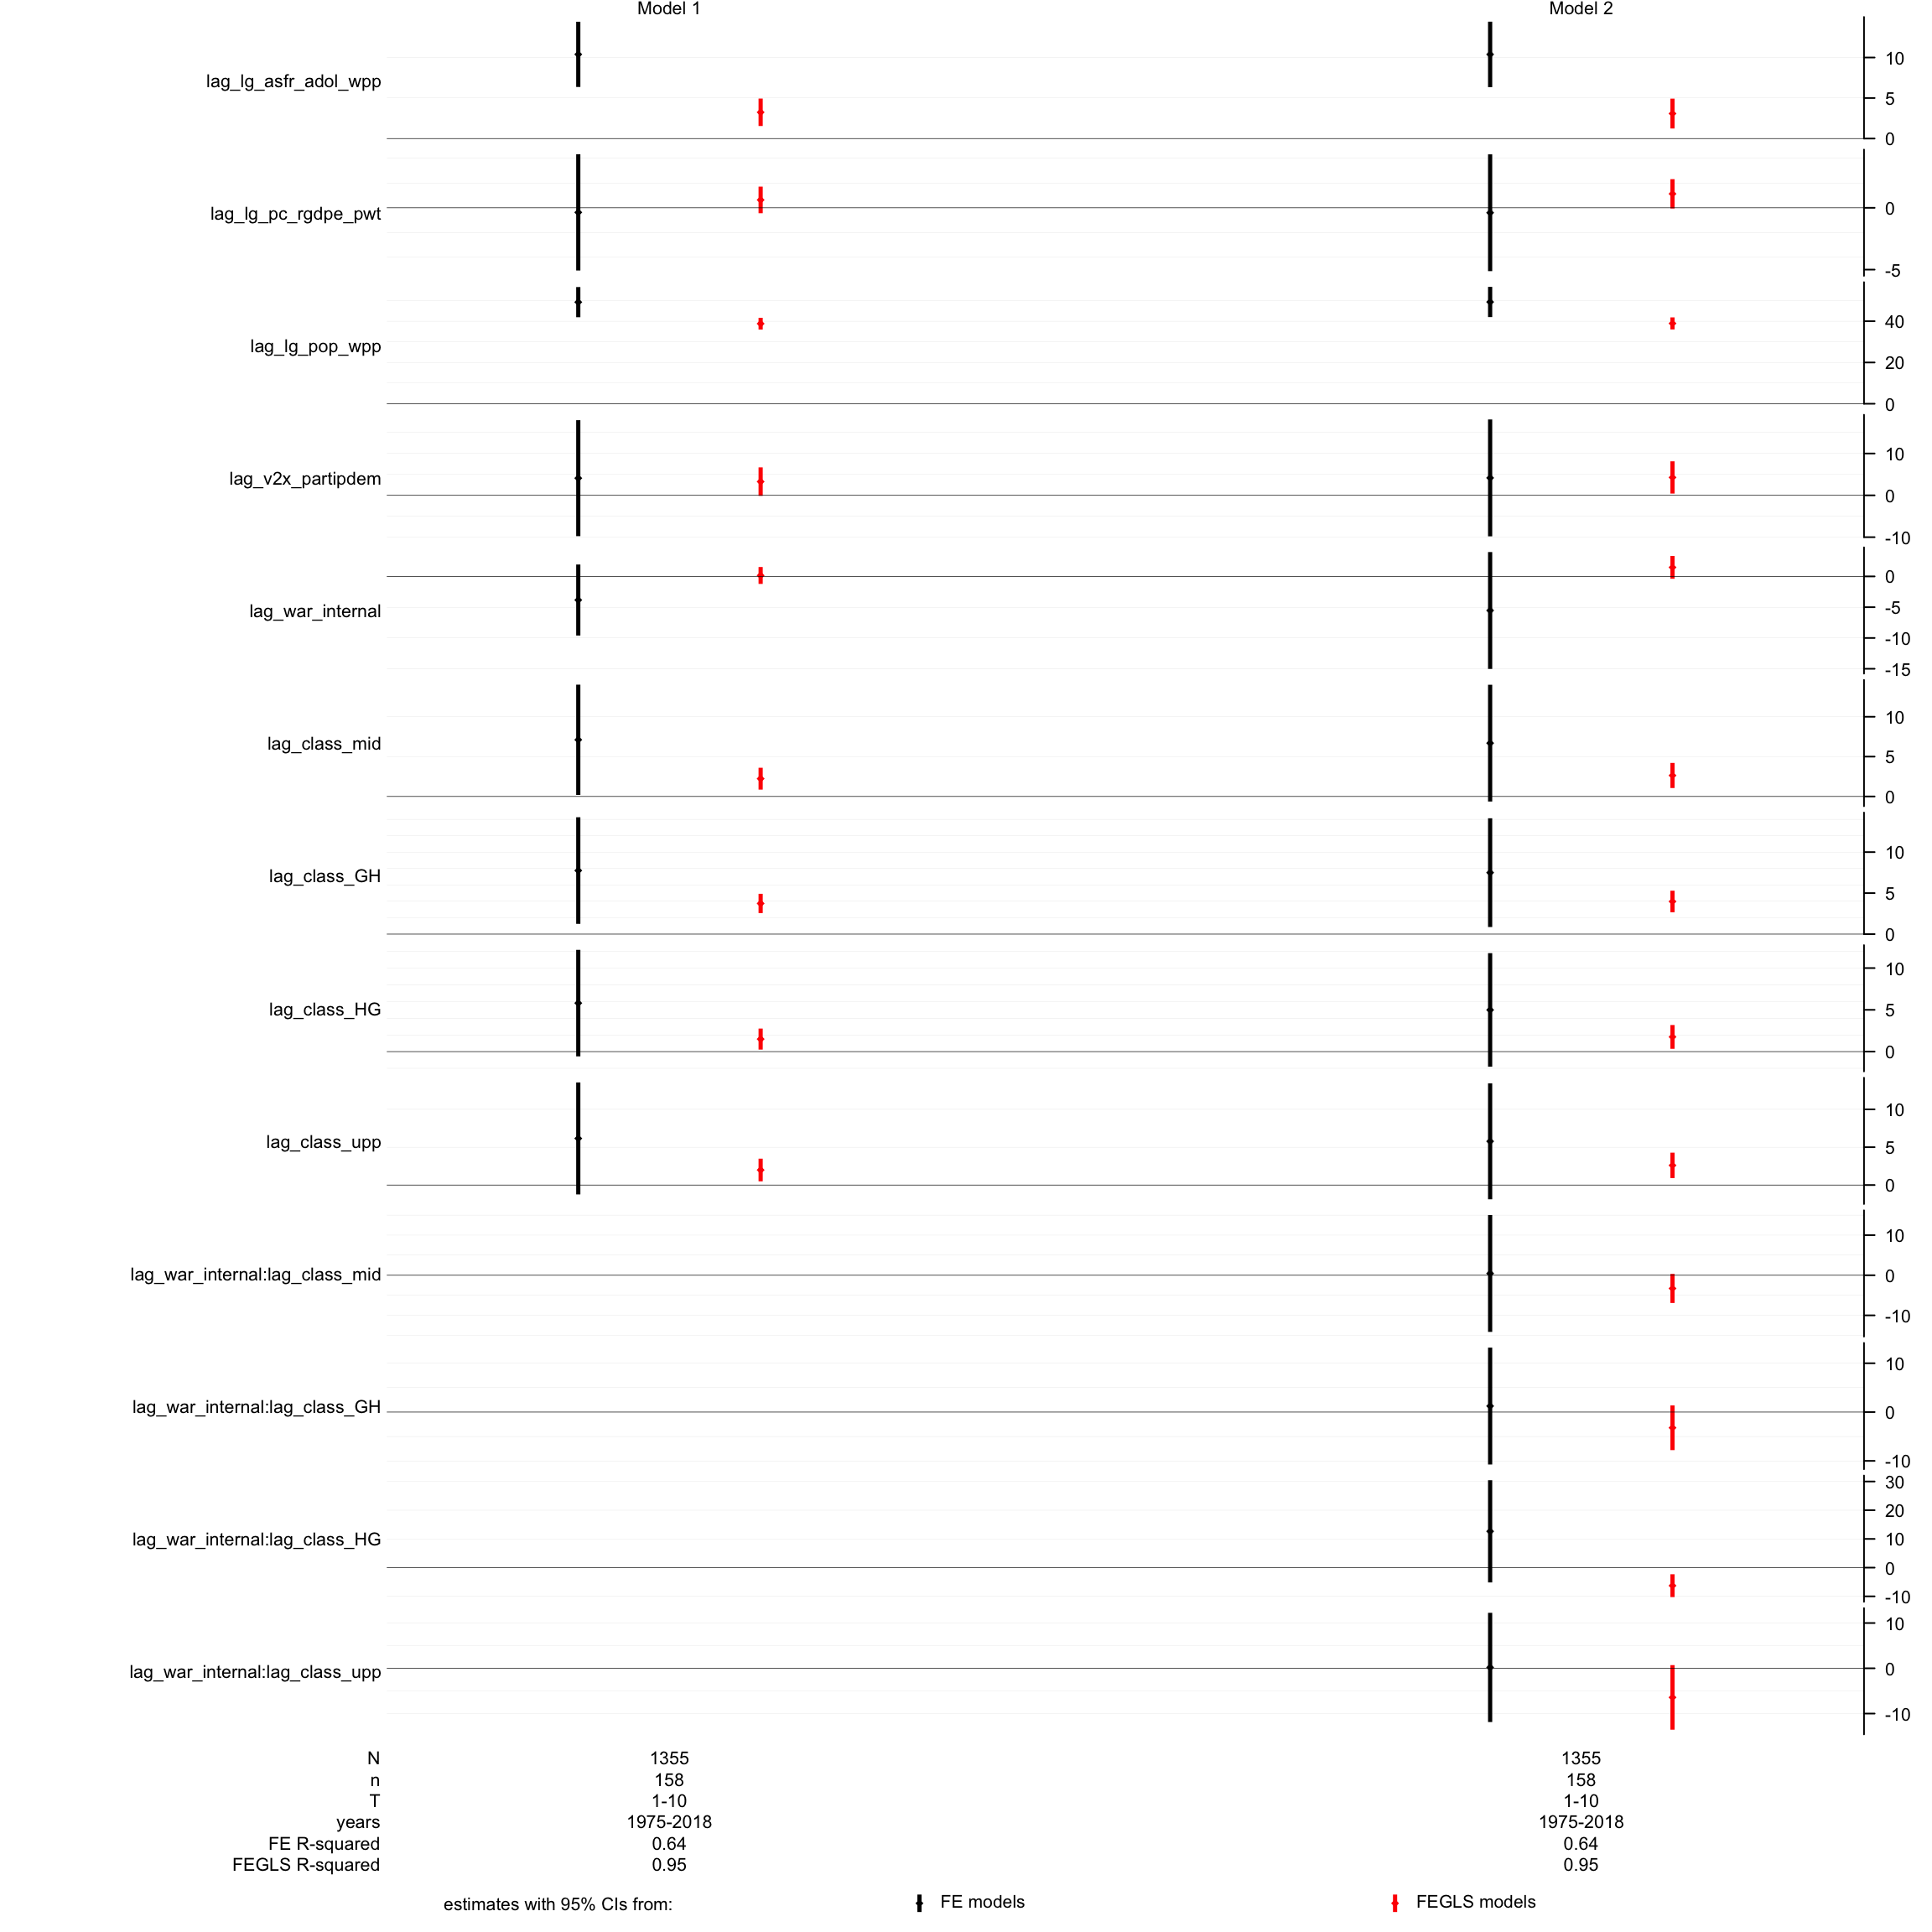 Model 1 Model 2
lag_lg_asfr_adol_wpp
10
5
0
lag_lg_pc_rgdpe_pwt
0
-5
lag_lg_pop_wpp
40
20
0
lag_v2x_partipdem
10
0
-10
lag_war_internal
0
-5
-10
-15
lag_class_mid
10
5
0
lag_class_GH
10
5
0
lag_class_HG
10
5
0
lag_class_upp
10
5
0
lag_war_internal:lag_class_mid
10
0
-10
lag_war_internal:lag_class_GH
10
0
-10
lag_war_internal:lag_class_HG
30
20
10
0
-10
lag_war_internal:lag_class_upp
10
0
-10
N 1355 1355
n 158 158
T 1-10 1-10
years 1975-2018 1975-2018
FE R-squared 0.64 0.64
FEGLS R-squared 0.95 0.95
estimates with 95% CIs from: FE models FEGLS models